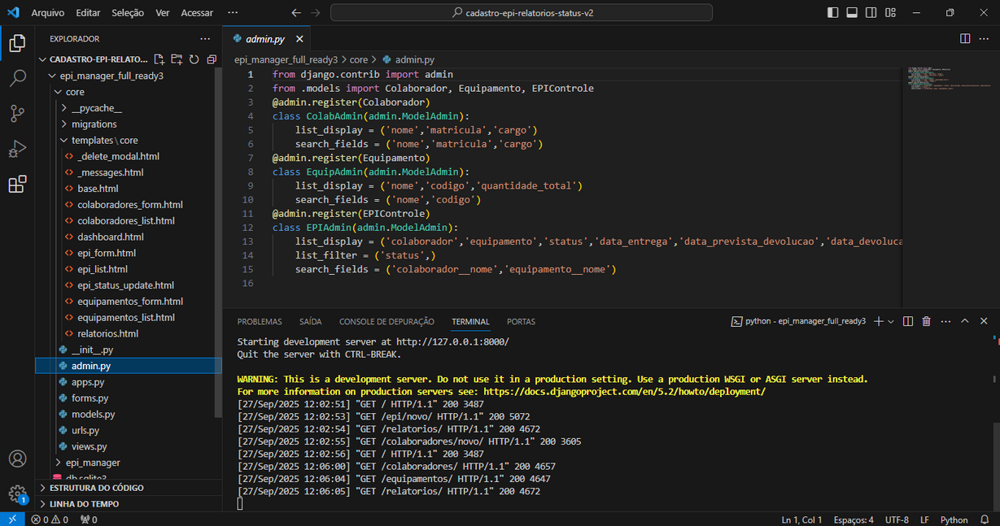 Arquivo Editar Seleção Ver Acessar ···
cadastro-epi-relatorios-status-v2
EXPLORADOR
CADASTRO-EPI-RELATO...
epi_manager_full_ready3
core
__pycache__
migrations
templates\core
<> _delete_modal.html
<> _messages.html
<> base.html
<> colaboradores_form.html
<> colaboradores_list.html
<> dashboard.html
<> epi_form.html
<> epi_list.html
<> epi_status_update.html
<> equipamentos_form.html
<> equipamentos_list.html
<> relatorios.html
__init__.py
admin.py
apps.py
forms.py
models.py
urls.py
views.py
epi_manager
db.sqlite3
ESTRUTURA DO CÓDIGO
LINHA DO TEMPO
admin.py
epi_manager_full_ready3 > core > admin.py
1 from django.contrib import admin
2 from .models import Colaborador, Equipamento, EPIControle
3 @admin.register(Colaborador)
4 class ColabAdmin(admin.ModelAdmin):
5 list_display = ('nome','matricula','cargo')
6 search_fields = ('nome','matricula','cargo')
7 @admin.register(Equipamento)
8 class EquipAdmin(admin.ModelAdmin):
9 list_display = ('nome','codigo','quantidade_total')
10 search_fields = ('nome','codigo')
11 @admin.register(EPIControle)
12 class EPIAdmin(admin.ModelAdmin):
13 list_display = ('colaborador','equipamento','status','data_entrega','data_prevista_devolucao','data_devoluca
14 list_filter = ('status',)
15 search_fields = ('colaborador__nome','equipamento__nome')
16
PROBLEMAS SAÍDA CONSOLE DE DEPURAÇÃO TERMINAL PORTAS
python - epi_manager_full_ready3
Starting development server at http://127.0.0.1:8000/
Quit the server with CTRL-BREAK.
WARNING: This is a development server. Do not use it in a production setting. Use a production WSGI or ASGI server instead.
For more information on production servers see: https://docs.djangoproject.com/en/5.2/howto/deployment/
[27/Sep/2025 12:02:51] "GET / HTTP/1.1" 200 3487
[27/Sep/2025 12:02:53] "GET /epi/novo/ HTTP/1.1" 200 5072
[27/Sep/2025 12:02:54] "GET /relatorios/ HTTP/1.1" 200 4672
[27/Sep/2025 12:02:55] "GET /colaboradores/novo/ HTTP/1.1" 200 3605
[27/Sep/2025 12:02:56] "GET / HTTP/1.1" 200 3487
[27/Sep/2025 12:06:00] "GET /colaboradores/ HTTP/1.1" 200 4657
[27/Sep/2025 12:06:04] "GET /equipamentos/ HTTP/1.1" 200 4647
[27/Sep/2025 12:06:05] "GET /relatorios/ HTTP/1.1" 200 4672
1
0 0 0
Ln 1, Col 1 Espaços: 4 UTF-8 LF Python